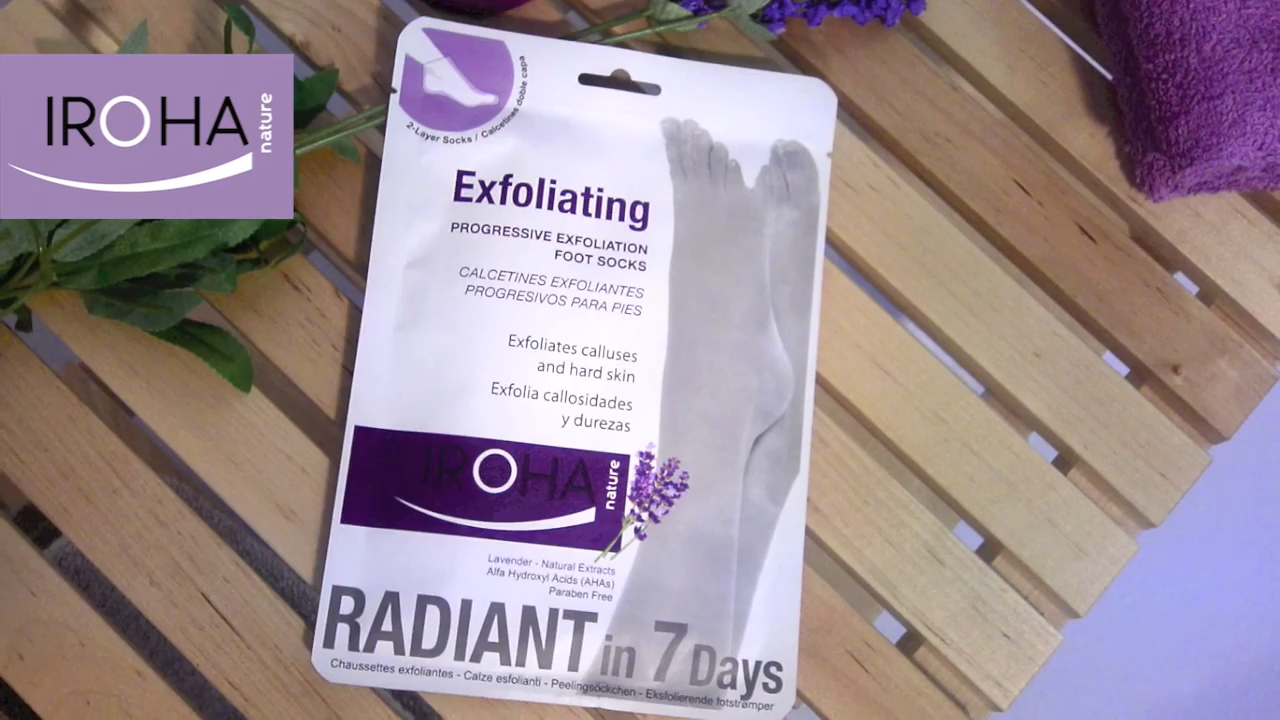 IROHA
nature
2-Layer Socks / Calcetines doble capa
Exfoliating
PROGRESSIVE EXFOLIATION
FOOT SOCKS
CALCETINES EXFOLIANTES
PROGRESIVOS PARA PIES
Exfoliates calluses
and hard skin
Exfolia callosidades
y durezas
IROHA
nature
Lavender - Natural Extracts
Alfa Hydroxyl Acids (AHAs)
Paraben Free
RADIANT in 7 Days
Chaussettes exfoliantes - Calze esfolianti - Peelingsöckchen - Eksfolierende fotstrømper